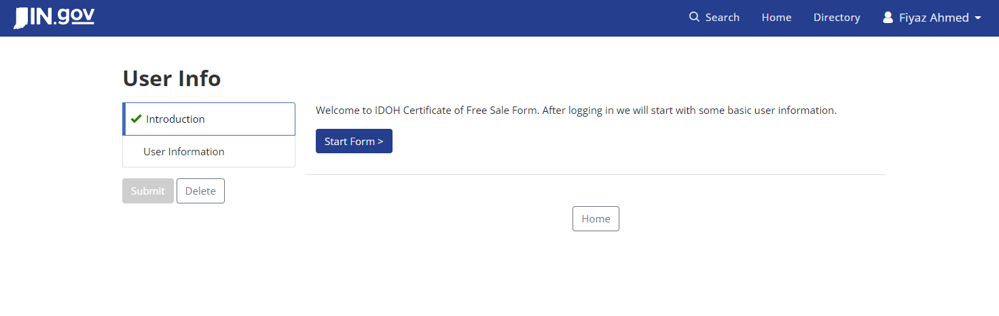 IN.gov
Search Home Directory Fiyaz Ahmed
User Info
Introduction
User Information
Submit Delete
Welcome to IDOH Certificate of Free Sale Form. After logging in we will start with some basic user information.
Start Form >
Home